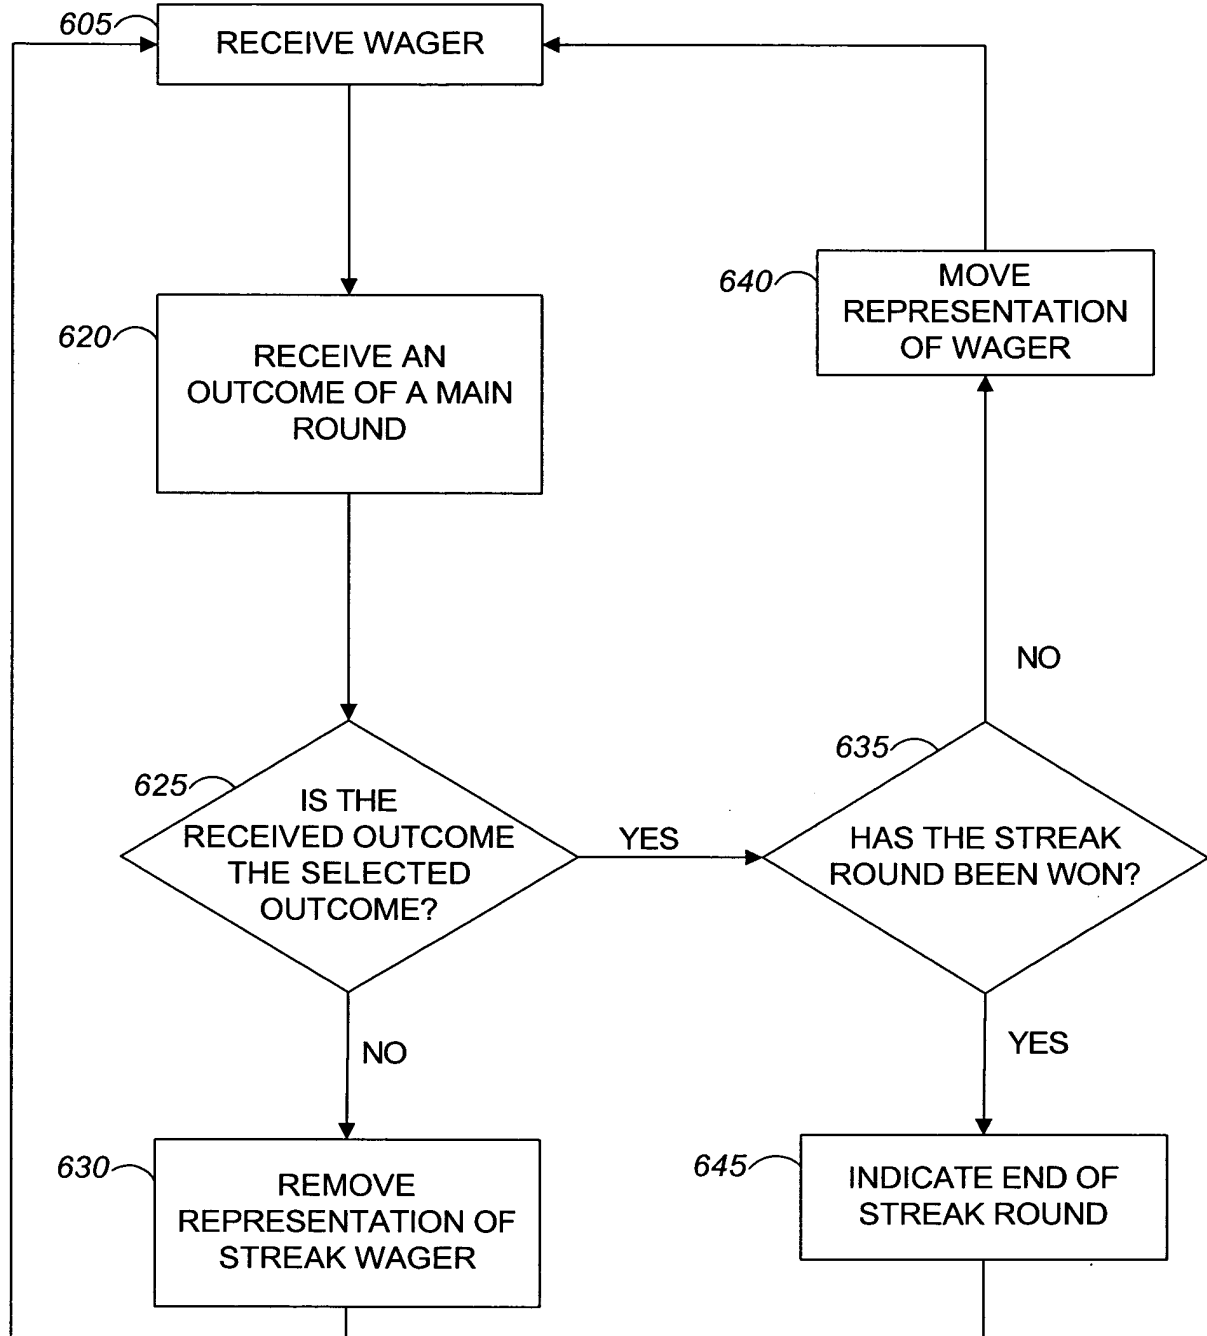 605
RECEIVE WAGER
620
RECEIVE AN
OUTCOME OF A MAIN
ROUND
640
MOVE
REPRESENTATION
OF WAGER
NO
625
IS THE
RECEIVED OUTCOME
THE SELECTED
OUTCOME?
YES
635
HAS THE STREAK
ROUND BEEN WON?
NO
YES
630
REMOVE
REPRESENTATION OF
STREAK WAGER
645
INDICATE END OF
STREAK ROUND